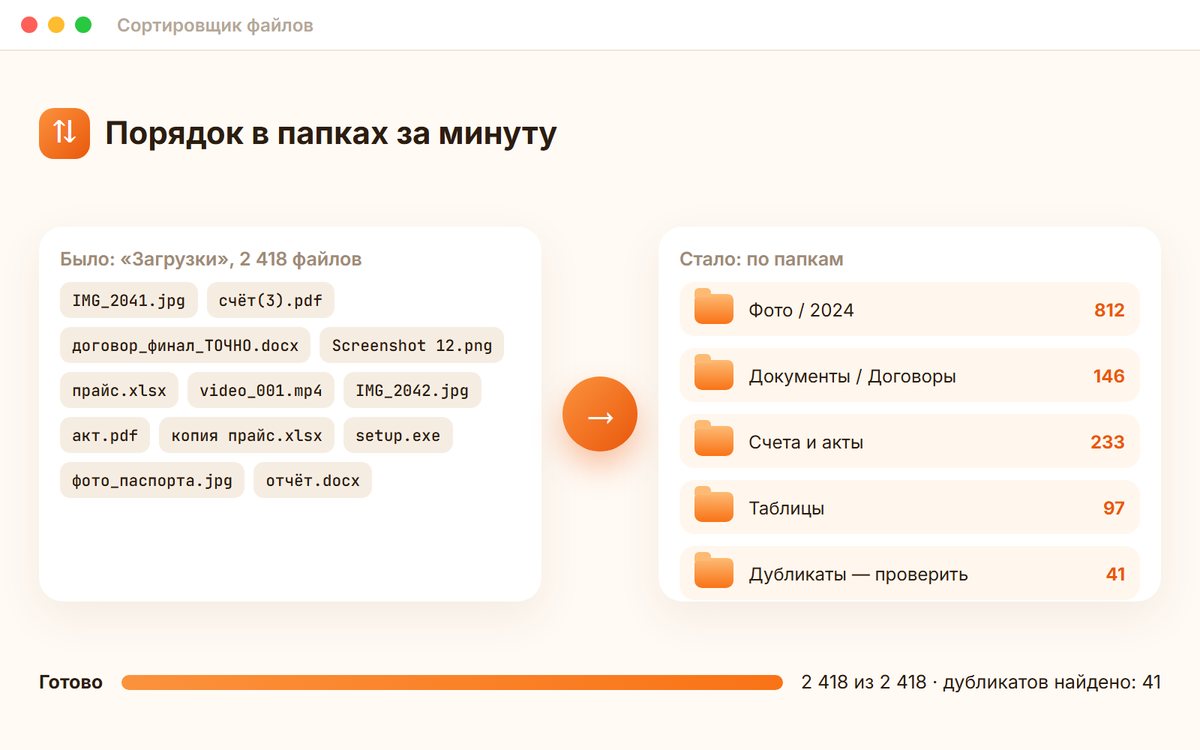 Сортировщик файлов
⇅ Порядок в папках за минуту
Было: «Загрузки», 2 418 файлов
IMG_2041.jpg счёт(3).pdf
договор_финал_ТОЧНО.docx Screenshot 12.png
прайс.xlsx video_001.mp4 IMG_2042.jpg
акт.pdf копия прайс.xlsx setup.exe
фото_паспорта.jpg отчёт.docx
→
Стало: по папкам
Фото / 2024 812
Документы / Договоры 146
Счета и акты 233
Таблицы 97
Дубликаты — проверить 41
Готово 2 418 из 2 418 · дубликатов найдено: 41